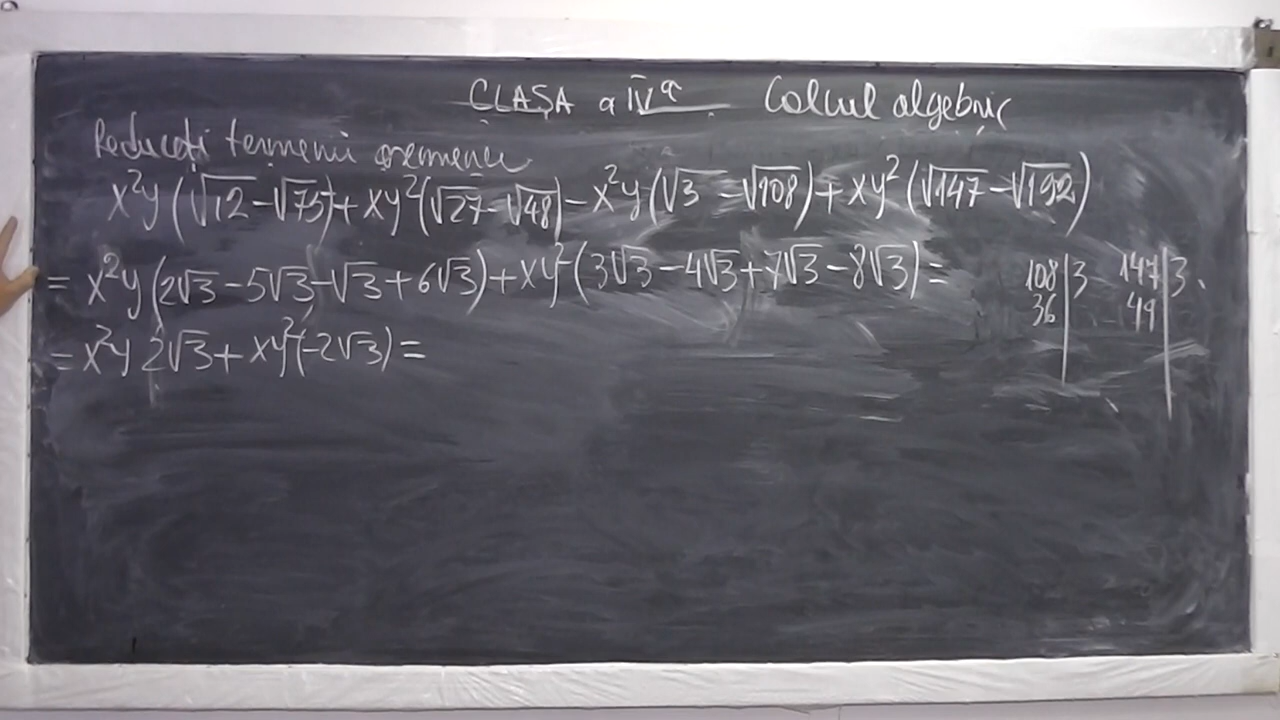 CLAȘA a IVª Calcul algebric
Reduceți termenii asemenea
x²y(√12-√75)+xy²(√27-√48)-x²y(√3-√108)+xy²(√147-√192)
= x²y(2√3-5√3-√3+6√3)+xy²(3√3-4√3+7√3-8√3)=
108|3 147|3
36| 49|
= x²y 2√3+xy²(-2√3)=